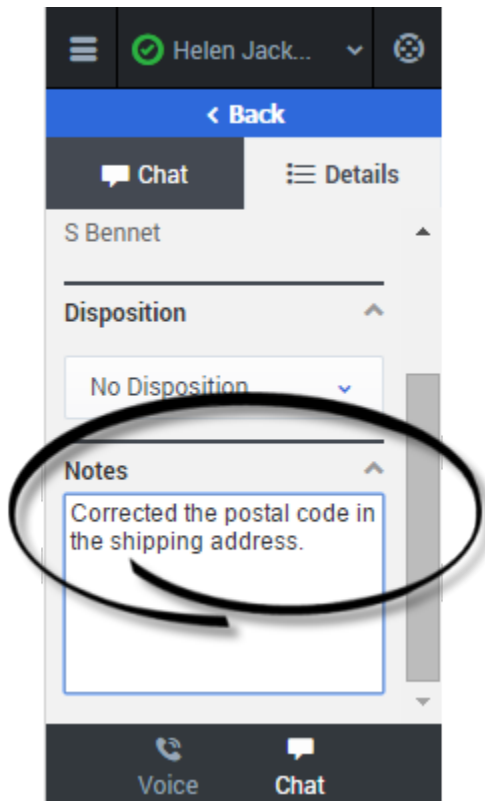 Helen Jack...
Back
Chat
Details
S Bennet
Disposition
No Disposition
Notes
Corrected the postal code in
the shipping address.
Voice
Chat